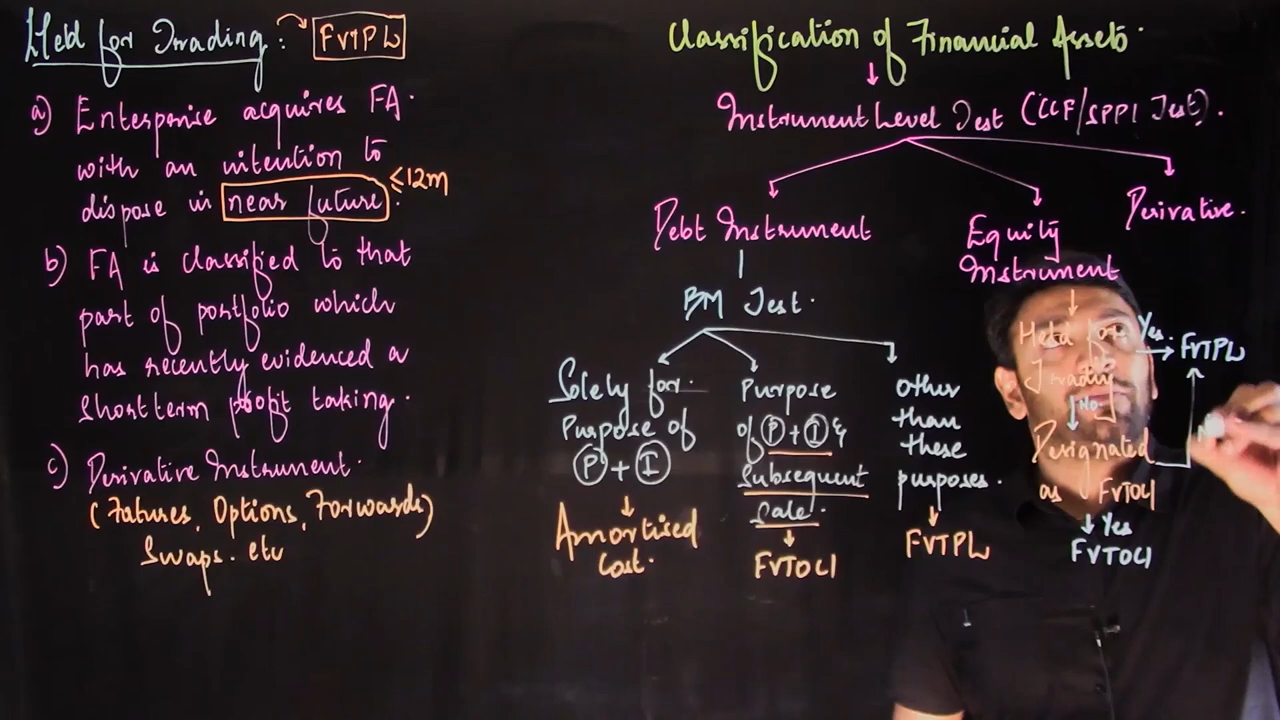 Held for Trading: FVTPL
a) Enterprise acquires FA.
with an intention to
dispose in near future. ≤12m
b) FA is classified to that
part of portfolio which
has recently evidenced a
short term profit taking.
c) Derivative Instrument.
(Futures, Options, Forwards)
Swaps. etc
Classification of Financial Assets.
Instrument Level Test (CCF/SPPI Test).
Debt Instrument
BM Test.
Solely for
Purpose of
P + I
Amortised
Cost.
Purpose
of P + I &
Subsequent
Sale.
FVTOCI
Other
than
these
purposes.
FVTPL
Equity
Instrument
Held for
Trading
Yes.
FVTPL
No
Designated
as FVTOCI
Yes
FVTOCI
Derivative.